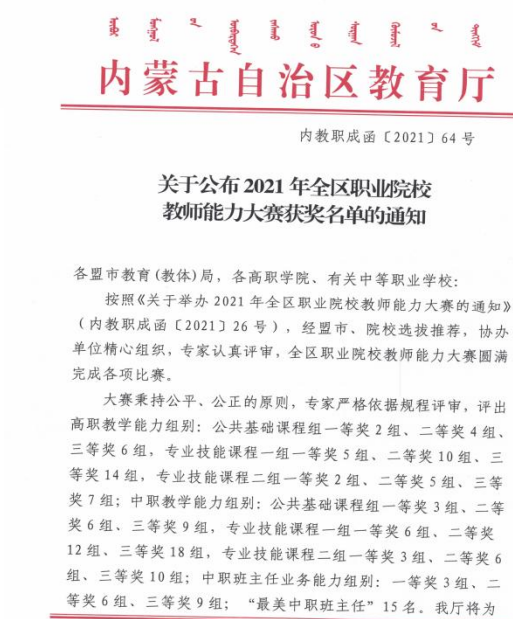 内蒙古自治区教育厅
内教职成函〔2021〕64号
关于公布2021年全区职业院校
教师能力大赛获奖名单的通知
各盟市教育(教体)局，各高职学院、有关中等职业学校：
按照《关于举办2021年全区职业院校教师能力大赛的通知》
（内教职成函〔2021〕26号），经盟市、院校选拔推荐，协办
单位精心组织，专家认真评审，全区职业院校教师能力大赛圆满
完成各项比赛。
大赛秉持公平、公正的原则，专家严格依据规程评审，评出
高职教学能力组别：公共基础课程组一等奖2组、二等奖4组、
三等奖6组，专业技能课程一组一等奖5组、二等奖10组、三
等奖14组，专业技能课程二组一等奖2组、二等奖5组、三等
奖7组；中职教学能力组别：公共基础课程组一等奖3组、二等
奖6组、三等奖9组，专业技能课程一组一等奖6组、二等奖
12组、三等奖18组，专业技能课程二组一等奖3组、二等奖6
组、三等奖10组；中职班主任业务能力组别：一等奖3组、二
等奖6组、三等奖9组；“最美中职班主任”15名。我厅将为